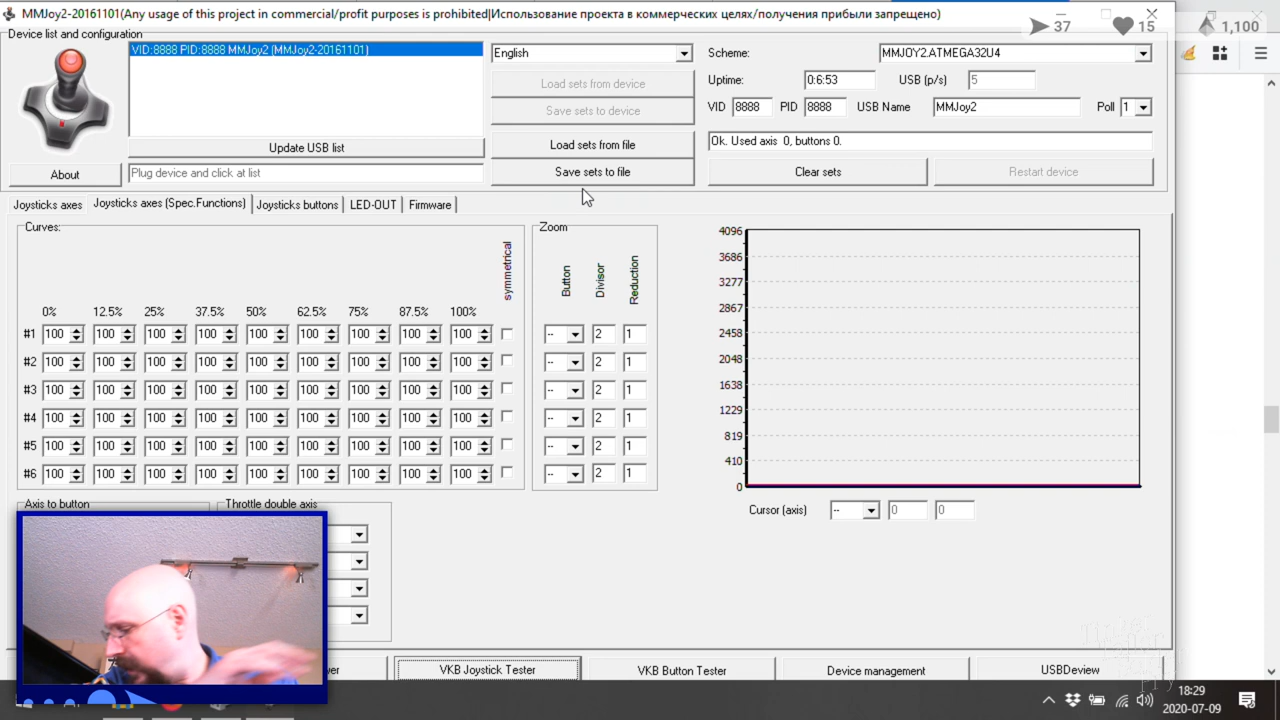 MMJoy2-20161101(Any usage of this project in commercial/profit purposes is prohibited|Использование проекта в коммерческих целях/получения прибыли запрещено)
37
15
1,100
Device list and configuration
VID:8888 PID:8888 MMJoy2 (MMJoy2-20161101)
English
Scheme:
MMJOY2.ATMEGA32U4
Load sets from device
Uptime:
0:6:53
USB (p/s)
5
Save sets to device
VID
8888
PID
8888
USB Name
MMJoy2
Poll
1
Update USB list
Load sets from file
Ok. Used axis 0, buttons 0.
About
Plug device and click at list
Save sets to file
Clear sets
Restart device
Joysticks axes
Joysticks axes (Spec.Functions)
Joysticks buttons
LED-OUT
Firmware
Curves:
symmetrical
0% 12.5% 25% 37.5% 50% 62.5% 75% 87.5% 100%
#1 100 100 100 100 100 100 100 100 100
#2 100 100 100 100 100 100 100 100 100
#3 100 100 100 100 100 100 100 100 100
#4 100 100 100 100 100 100 100 100 100
#5 100 100 100 100 100 100 100 100 100
#6 100 100 100 100 100 100 100 100 100
Zoom
Button Divisor Reduction
-- 2 1
-- 2 1
-- 2 1
-- 2 1
-- 2 1
-- 2 1
4096
3686
3277
2867
2458
2048
1638
1229
819
410
0
Cursor (axis)
--
0
0
Axis to button
Throttle double axis
VKB Joystick Tester
VKB Button Tester
Device management
USBDeview
18:29
2020-07-09